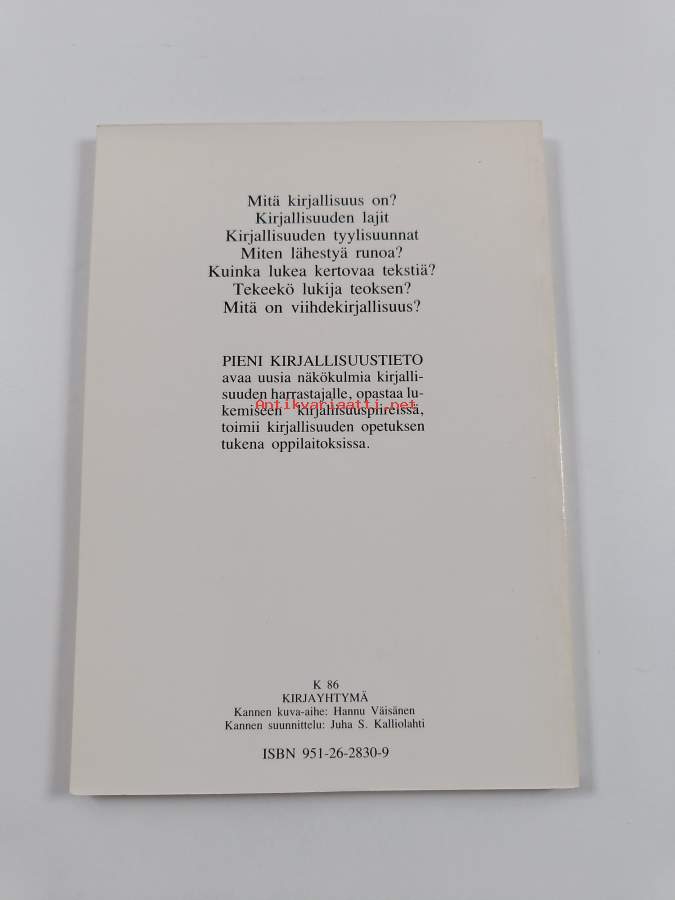 Mitä kirjallisuus on?
Kirjallisuuden lajit
Kirjallisuuden tyylisuunnat
Miten lähestyä runoa?
Kuinka lukea kertovaa tekstiä?
Tekeekö lukija teoksen?
Mitä on viihdekirjallisuus?
PIENI KIRJALLISUUSTIETO
avaa uusia näkökulmia kirjalli-
suuden harrastajalle, opastaa lu-
Antikvariaatti.net
kemiseen kirjallisuuspiireissä,
toimii kirjallisuuden opetuksen
tukena oppilaitoksissa.
K 86
KIRJAYHTYMÄ
Kannen kuva-aihe: Hannu Väisänen
Kannen suunnittelu: Juha S. Kalliolahti
ISBN 951-26-2830-9